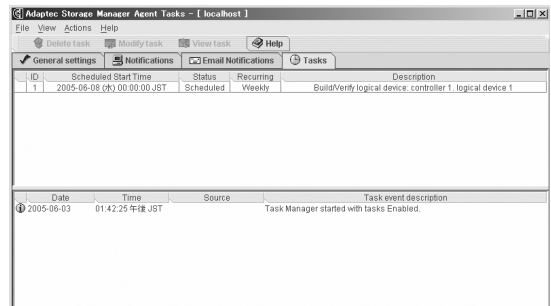 Adaptec Storage Manager Agent Tasks - [ localhost ]
File View Actions Help
Delete task Modify task View task Help
General settings Notifications Email Notifications Tasks
ID Scheduled Start Time Status Recurring Description
1 2005-06-08 (水) 00:00:00 JST Scheduled Weekly Build/Verify logical device: controller 1. logical device 1
Date Time Source Task event description
2005-06-03 01:42:25 午後 JST Task Manager started with tasks Enabled.